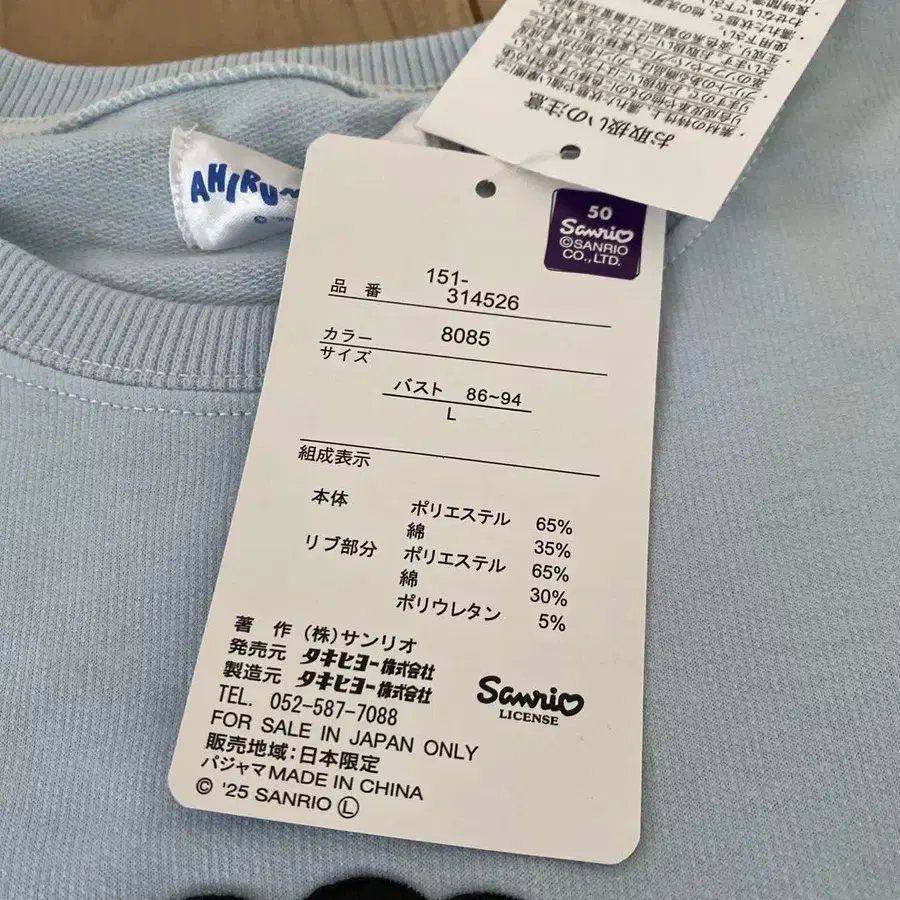 お取扱いの注意
AHIRU
50
Sanrio
©SANRIO
CO., LTD.
品 番 151-
314526
カラー 8085
サイズ
バスト 86~94
L
組成表示
本体 ポリエステル 65%
綿 35%
リブ部分 ポリエステル 65%
綿 30%
ポリウレタン 5%
著 作 (株)サンリオ
発売元 タキヒヨー株式会社
製造元 タキヒヨー株式会社
TEL. 052-587-7088
Sanrio
LICENSE
FOR SALE IN JAPAN ONLY
販売地域:日本限定
パジャマ MADE IN CHINA
© '25 SANRIO Ⓛ